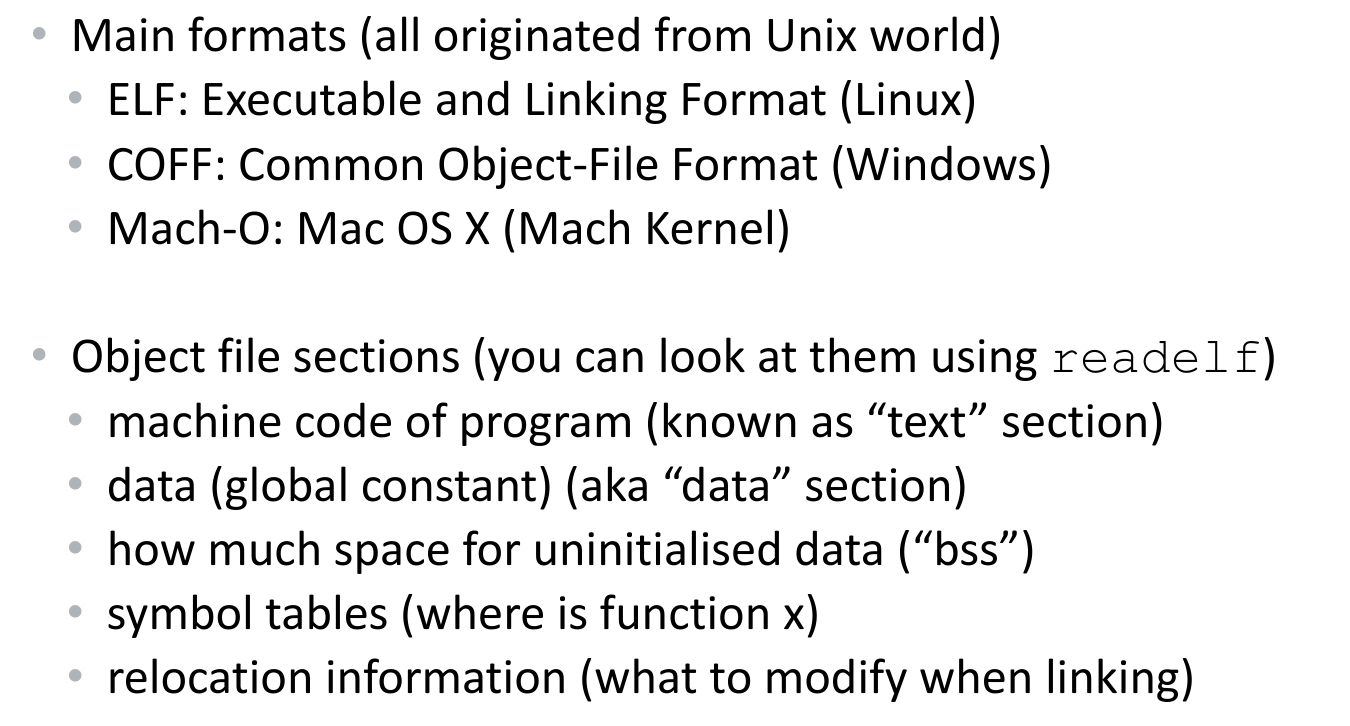 • Main formats (all originated from Unix world)
• ELF: Executable and Linking Format (Linux)
• COFF: Common Object-File Format (Windows)
• Mach-O: Mac OS X (Mach Kernel)
• Object file sections (you can look at them using readelf)
• machine code of program (known as “text” section)
• data (global constant) (aka “data” section)
• how much space for uninitialised data (“bss”)
• symbol tables (where is function x)
• relocation information (what to modify when linking)